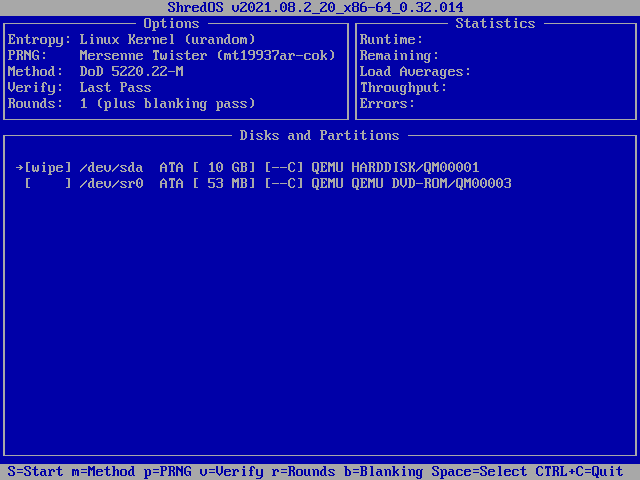 ShredOS v2021.08.2_20_x86-64_0.32.014
Options
Entropy: Linux Kernel (urandom)
PRNG: Mersenne Twister (mt19937ar-cok)
Method: DoD 5220.22-M
Verify: Last Pass
Rounds: 1 (plus blanking pass)
Statistics
Runtime:
Remaining:
Load Averages:
Throughput:
Errors:
Disks and Partitions
→[wipe] /dev/sda ATA [ 10 GB] [--C] QEMU HARDDISK/QM00001
[ ] /dev/sr0 ATA [ 53 MB] [--C] QEMU QEMU DVD-ROM/QM00003
S=Start m=Method p=PRNG v=Verify r=Rounds b=Blanking Space=Select CTRL+C=Quit